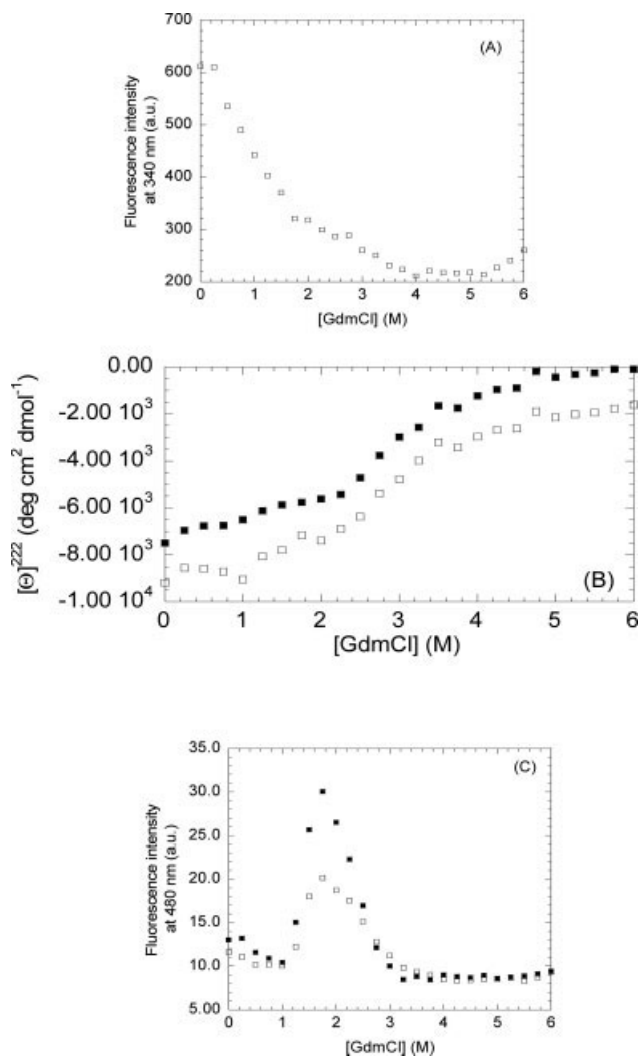 (A)
Fluorescence intensity
at 340 nm (a.u.)
700
600
500
400
300
200
0 1 2 3 4 5 6
[GdmCl] (M)
(B)
[Θ]²²² (deg cm² dmol⁻¹)
0.00
-2.00 10³
-4.00 10³
-6.00 10³
-8.00 10³
-1.00 10⁴
0 1 2 3 4 5 6
[GdmCl] (M)
(C)
Fluorescence intensity
at 480 nm (a.u.)
35.0
30.0
25.0
20.0
15.0
10.0
5.00
0 1 2 3 4 5 6
[GdmCl] (M)